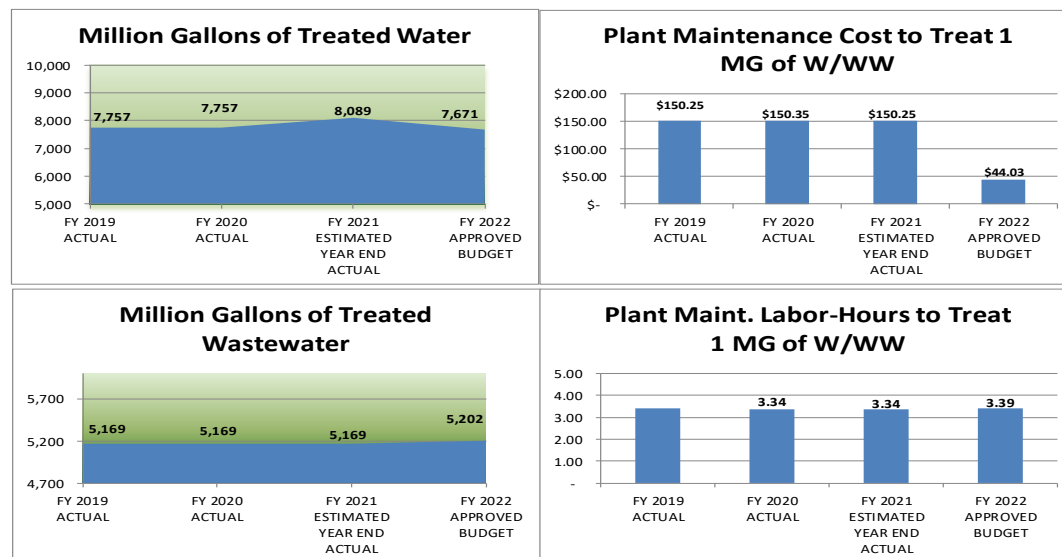 Million Gallons of Treated Water
10,000
9,000
8,000
7,000
6,000
5,000
7,757
7,757
8,089
7,671
FY 2019
ACTUAL
FY 2020
ACTUAL
FY 2021
ESTIMATED
YEAR END
ACTUAL
FY 2022
APPROVED
BUDGET
Plant Maintenance Cost to Treat 1
MG of W/WW
$200.00
$150.00
$100.00
$50.00
$-
$150.25
$150.35
$150.25
$44.03
FY 2019
ACTUAL
FY 2020
ACTUAL
FY 2021
ESTIMATED
YEAR END
ACTUAL
FY 2022
APPROVED
BUDGET
Million Gallons of Treated
Wastewater
5,700
5,200
4,700
5,169
5,169
5,169
5,202
FY 2019
ACTUAL
FY 2020
ACTUAL
FY 2021
ESTIMATED
YEAR END
ACTUAL
FY 2022
APPROVED
BUDGET
Plant Maint. Labor-Hours to Treat
1 MG of W/WW
5.00
4.00
3.00
2.00
1.00
-
3.34
3.34
3.39
FY 2019
ACTUAL
FY 2020
ACTUAL
FY 2021
ESTIMATED
YEAR END
ACTUAL
FY 2022
APPROVED
BUDGET